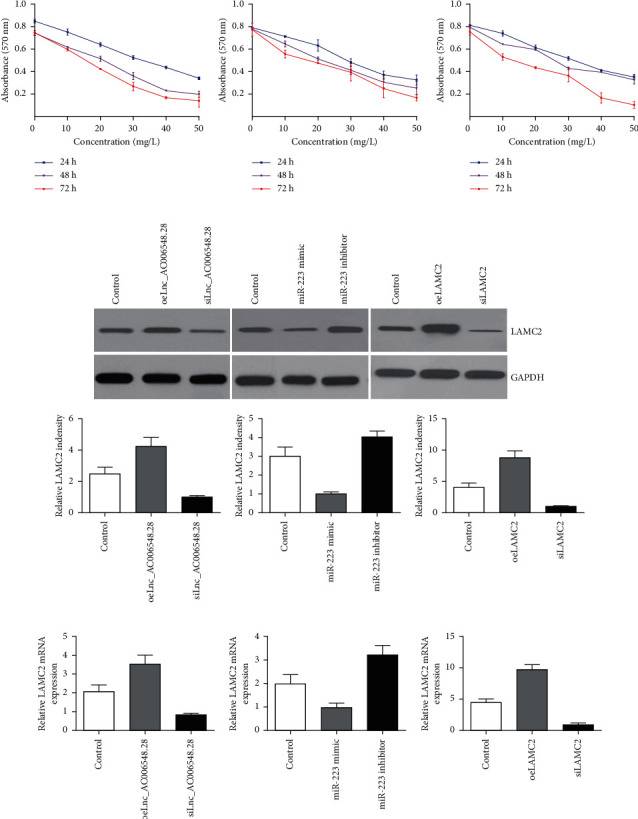 Absorbance (570 nm)
1.0
0.8
0.6
0.4
0.2
0
10
20
30
40
50
Concentration (mg/L)
24 h
48 h
72 h
Absorbance (570 nm)
1.0
0.8
0.6
0.4
0.2
0
10
20
30
40
50
Concentration (mg/L)
24 h
48 h
72 h
Absorbance (570 nm)
1.0
0.8
0.6
0.4
0.2
0
10
20
30
40
50
Concentration (mg/L)
24 h
48 h
72 h
Control
oeLnc_AC006548.28
siLnc_AC006548.28
Control
miR-223 mimic
miR-223 inhibitor
Control
oeLAMC2
siLAMC2
LAMC2
GAPDH
Relative LAMC2 indensity
6
4
2
0
Control
oeLnc_AC006548.28
siLnc_AC006548.28
Relative LAMC2 indensity
5
4
3
2
1
0
Control
miR-223 mimic
miR-223 inhibitor
Relative LAMC2 indensity
15
10
5
0
Control
oeLAMC2
siLAMC2
Relative LAMC2 mRNA
expression
5
4
3
2
1
0
Control
oeLnc_AC006548.28
siLnc_AC006548.28
Relative LAMC2 mRNA
expression
4
3
2
1
0
Control
miR-223 mimic
miR-223 inhibitor
Relative LAMC2 mRNA
expression
15
10
5
0
Control
oeLAMC2
siLAMC2